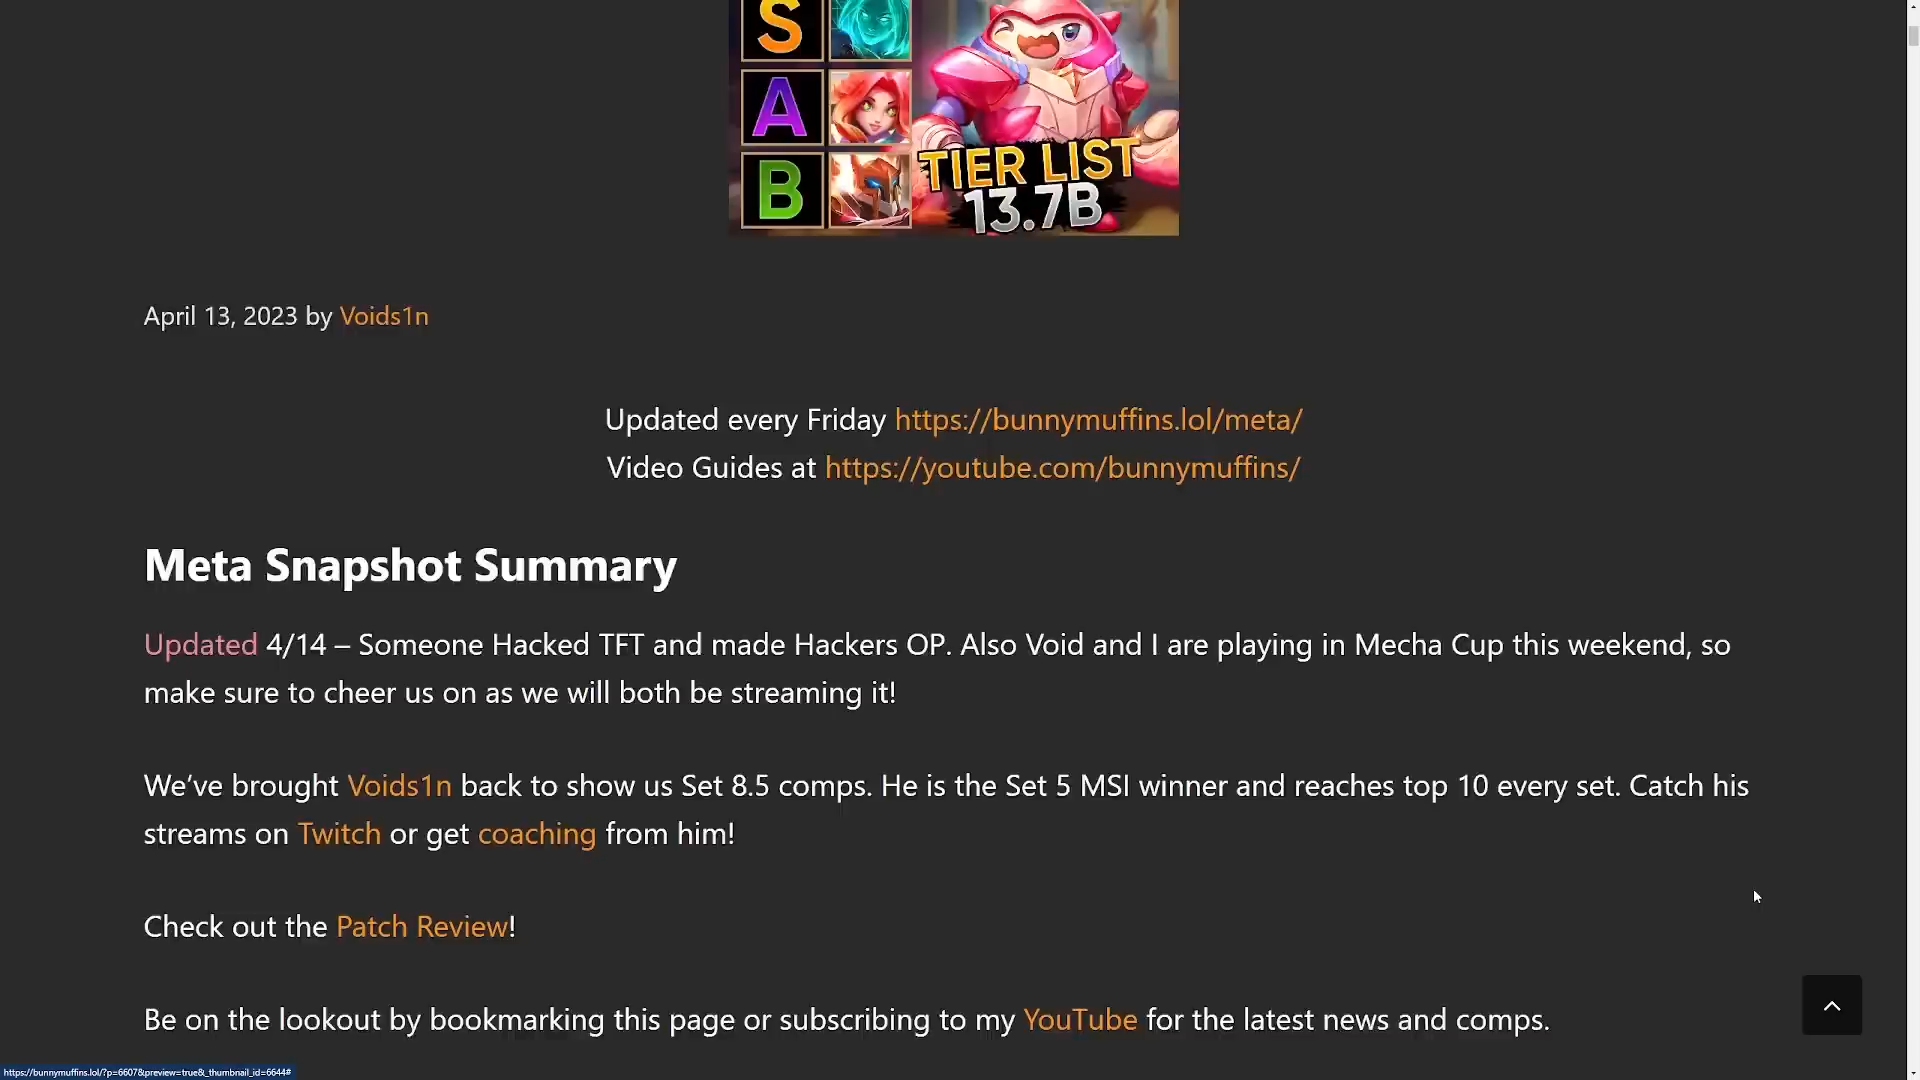 S
A
B
TIER LIST
13.7B
April 13, 2023 by Voids1n
Updated every Friday https://bunnymuffins.lol/meta/
Video Guides at https://youtube.com/bunnymuffins/
Meta Snapshot Summary
Updated 4/14 – Someone Hacked TFT and made Hackers OP. Also Void and I are playing in Mecha Cup this weekend, so
make sure to cheer us on as we will both be streaming it!
We’ve brought Voids1n back to show us Set 8.5 comps. He is the Set 5 MSI winner and reaches top 10 every set. Catch his
streams on Twitch or get coaching from him!
Check out the Patch Review!
Be on the lookout by bookmarking this page or subscribing to my YouTube for the latest news and comps.
https://bunnymuffins.lol/?p=6607&preview=true&_thumbnail_id=6644#